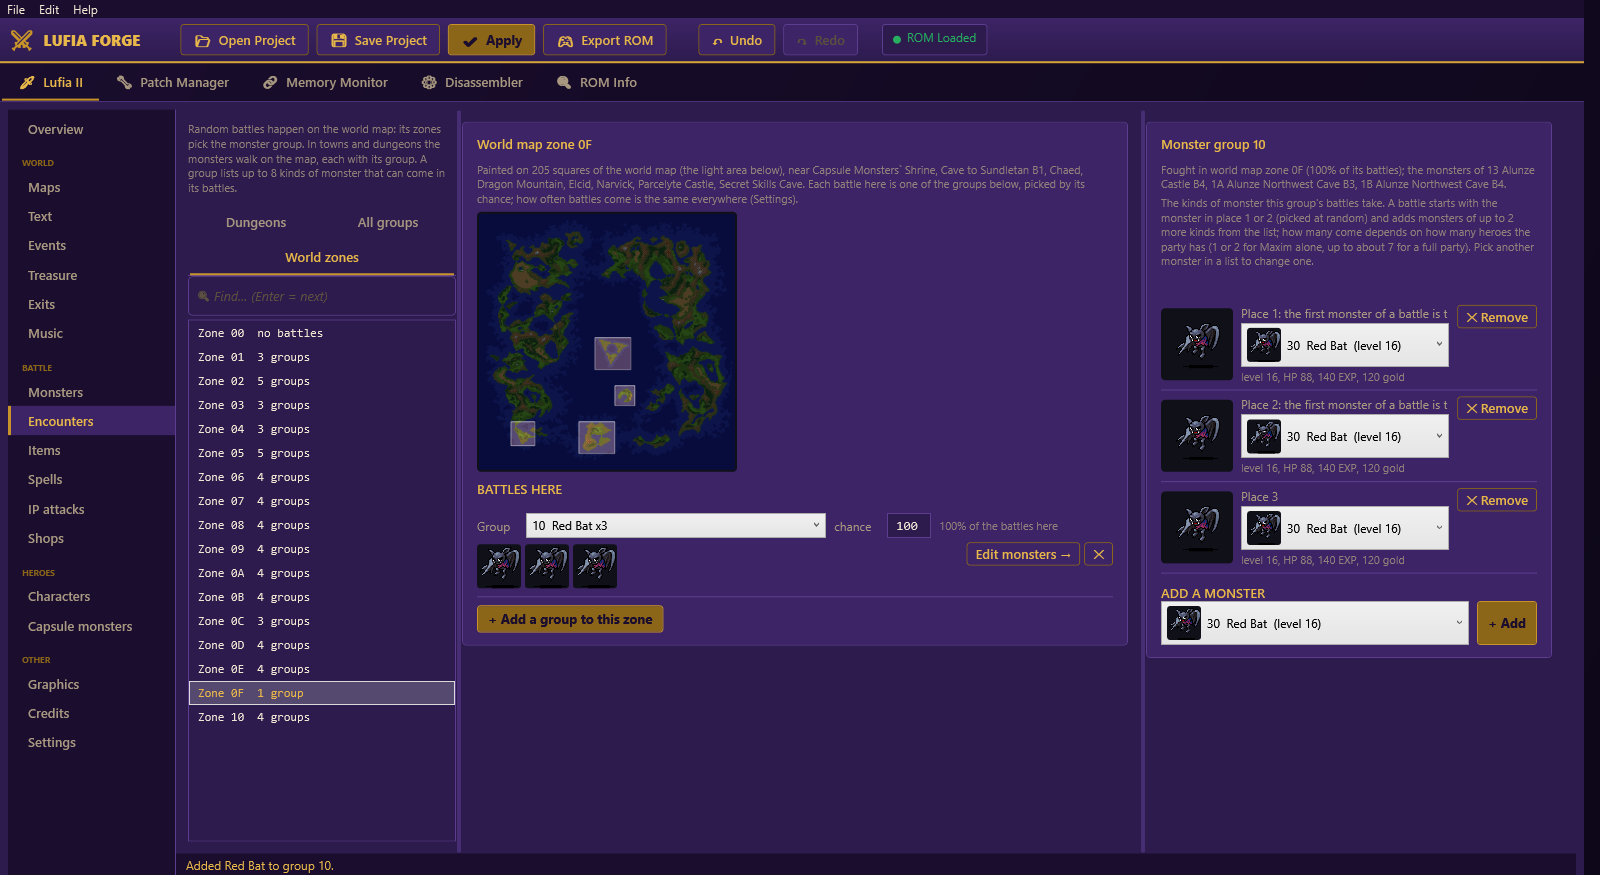 File Edit Help
LUFIA FORGE
Open Project
Save Project
Apply
Export ROM
Undo
Redo
ROM Loaded
Lufia II
Patch Manager
Memory Monitor
Disassembler
ROM Info
Overview
WORLD
Maps
Text
Events
Treasure
Exits
Music
BATTLE
Monsters
Encounters
Items
Spells
IP attacks
Shops
HEROES
Characters
Capsule monsters
OTHER
Graphics
Credits
Settings
Random battles happen on the world map: its zones
pick the monster group. In towns and dungeons the
monsters walk on the map, each with its group. A
group lists up to 8 kinds of monster that can come in
its battles.
Dungeons
All groups
World zones
Find... (Enter = next)
Zone 00 no battles
Zone 01 3 groups
Zone 02 5 groups
Zone 03 3 groups
Zone 04 3 groups
Zone 05 5 groups
Zone 06 4 groups
Zone 07 4 groups
Zone 08 4 groups
Zone 09 4 groups
Zone 0A 4 groups
Zone 0B 4 groups
Zone 0C 3 groups
Zone 0D 4 groups
Zone 0E 4 groups
Zone 0F 1 group
Zone 10 4 groups
World map zone 0F
Painted on 205 squares of the world map (the light area below), near Capsule Monsters` Shrine, Cave to Sundletan B1, Chaed,
Dragon Mountain, Elcid, Narvick, Parcelyte Castle, Secret Skills Cave. Each battle here is one of the groups below, picked by its
chance; how often battles come is the same everywhere (Settings).
BATTLES HERE
Group
10 Red Bat x3
chance
100
100% of the battles here
Edit monsters →
+ Add a group to this zone
Monster group 10
Fought in world map zone 0F (100% of its battles); the monsters of 13 Alunze
Castle B4, 1A Alunze Northwest Cave B3, 1B Alunze Northwest Cave B4.
The kinds of monster this group's battles take. A battle starts with the
monster in place 1 or 2 (picked at random) and adds monsters of up to 2
more kinds from the list; how many come depends on how many heroes the
party has (1 or 2 for Maxim alone, up to about 7 for a full party). Pick another
monster in a list to change one.
Place 1: the first monster of a battle is t
Remove
30 Red Bat (level 16)
level 16, HP 88, 140 EXP, 120 gold
Place 2: the first monster of a battle is t
Remove
30 Red Bat (level 16)
level 16, HP 88, 140 EXP, 120 gold
Place 3
Remove
30 Red Bat (level 16)
level 16, HP 88, 140 EXP, 120 gold
ADD A MONSTER
30 Red Bat (level 16)
+ Add
Added Red Bat to group 10.